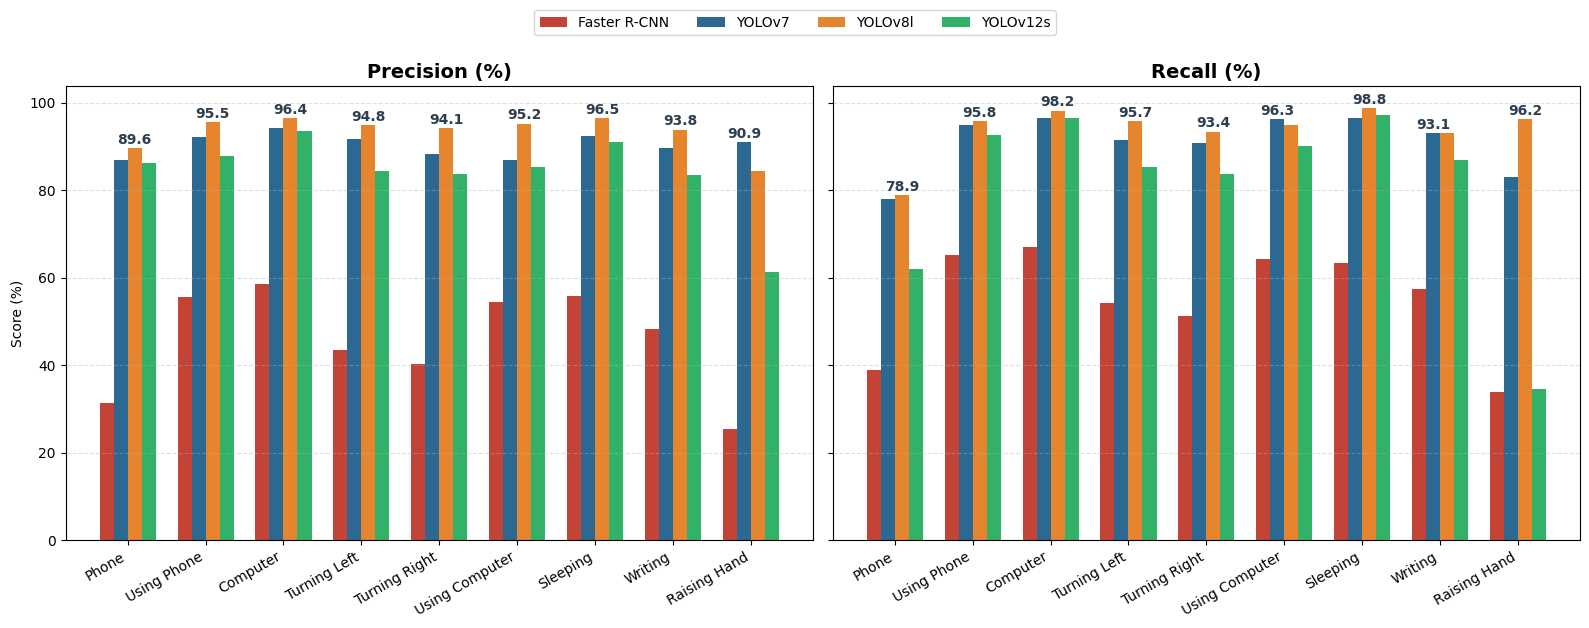 Faster R-CNN YOLOv7 YOLOv8l YOLOv12s
Precision (%)
Score (%)
100
80
60
40
20
0
89.6
95.5
96.4
94.8
94.1
95.2
96.5
93.8
90.9
Phone
Using Phone
Computer
Turning Left
Turning Right
Using Computer
Sleeping
Writing
Raising Hand
Recall (%)
78.9
95.8
98.2
95.7
93.4
96.3
98.8
93.1
96.2
Phone
Using Phone
Computer
Turning Left
Turning Right
Using Computer
Sleeping
Writing
Raising Hand